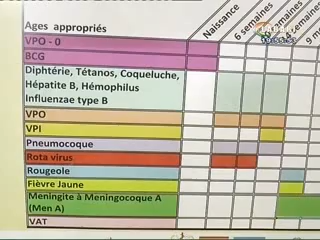 Ages appropriés
Naissance
6 semaines
VPO - 0
BCG
Diphtérie, Tétanos, Coqueluche,
Hépatite B, Hémophilus
Influenzae type B
VPO
VPI
Pneumocoque
Rota virus
Rougeole
Fièvre Jaune
Meningite à Meningocoque A
(Men A)
VAT